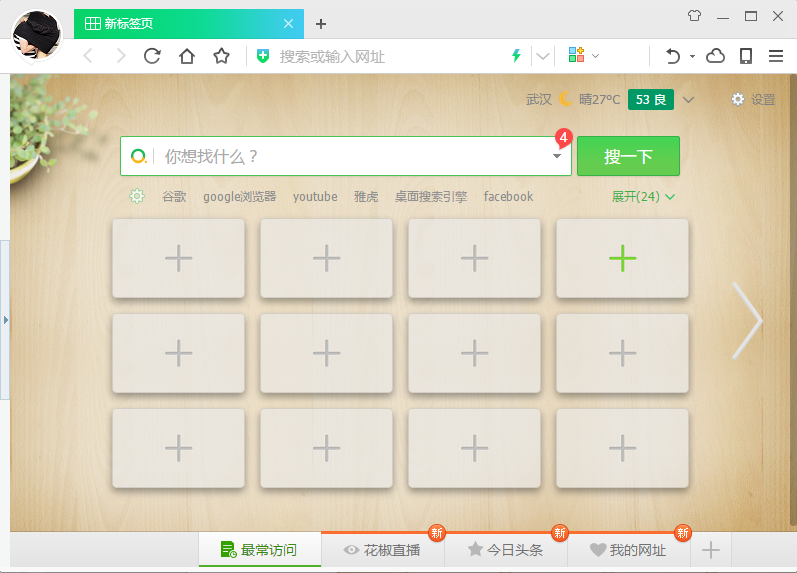 新标签页
搜索或输入网址
武汉 晴27ºC 53 良 设置
4
你想找什么？ 搜一下
谷歌 google浏览器 youtube 雅虎 桌面搜索引擎 facebook 展开(24)
新 新 新
最常访问 花椒直播 今日头条 我的网址